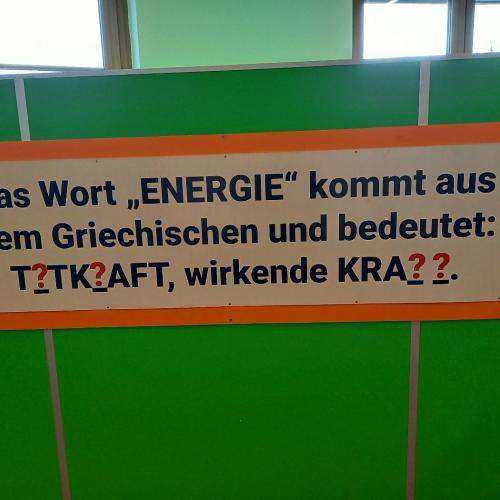 as Wort „ENERGIE“ kommt aus
em Griechischen und bedeutet:
T?TK?AFT, wirkende KRA? ?.